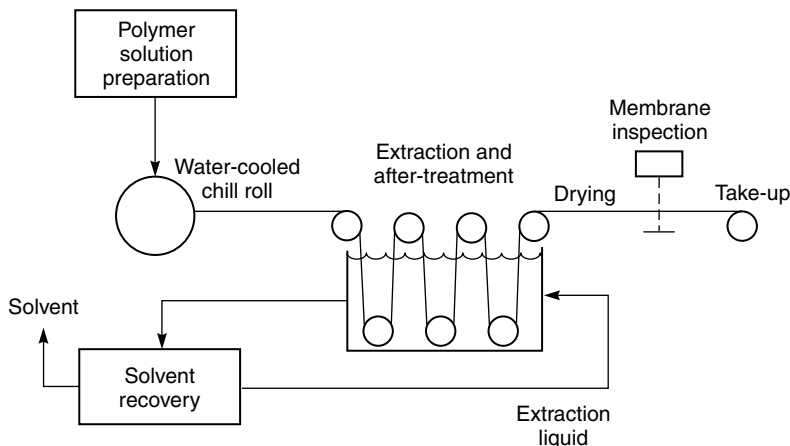 Polymer
solution
preparation
Water-cooled
chill roll
Extraction and
after-treatment
Membrane
inspection
Drying
Take-up
Solvent
Solvent
recovery
Extraction
liquid